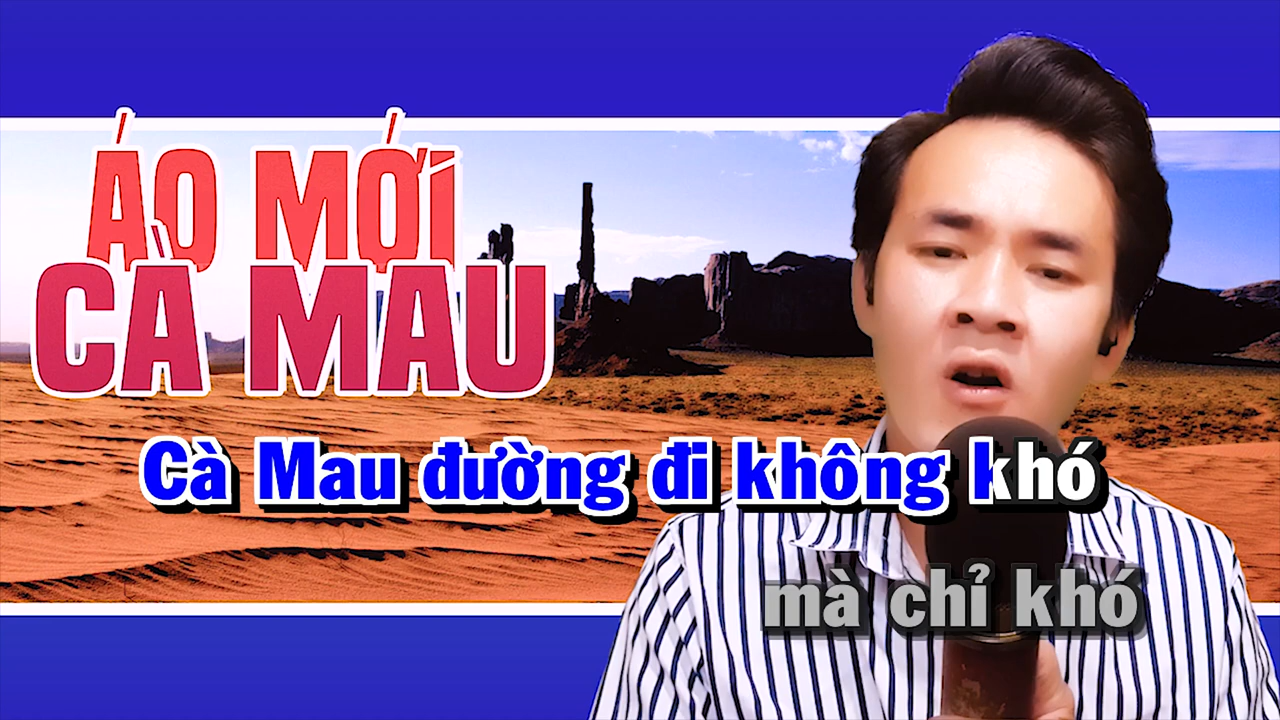 ÁO MỚI
CÀ MAU
Cà Mau đường đi không khó
mà chỉ khó